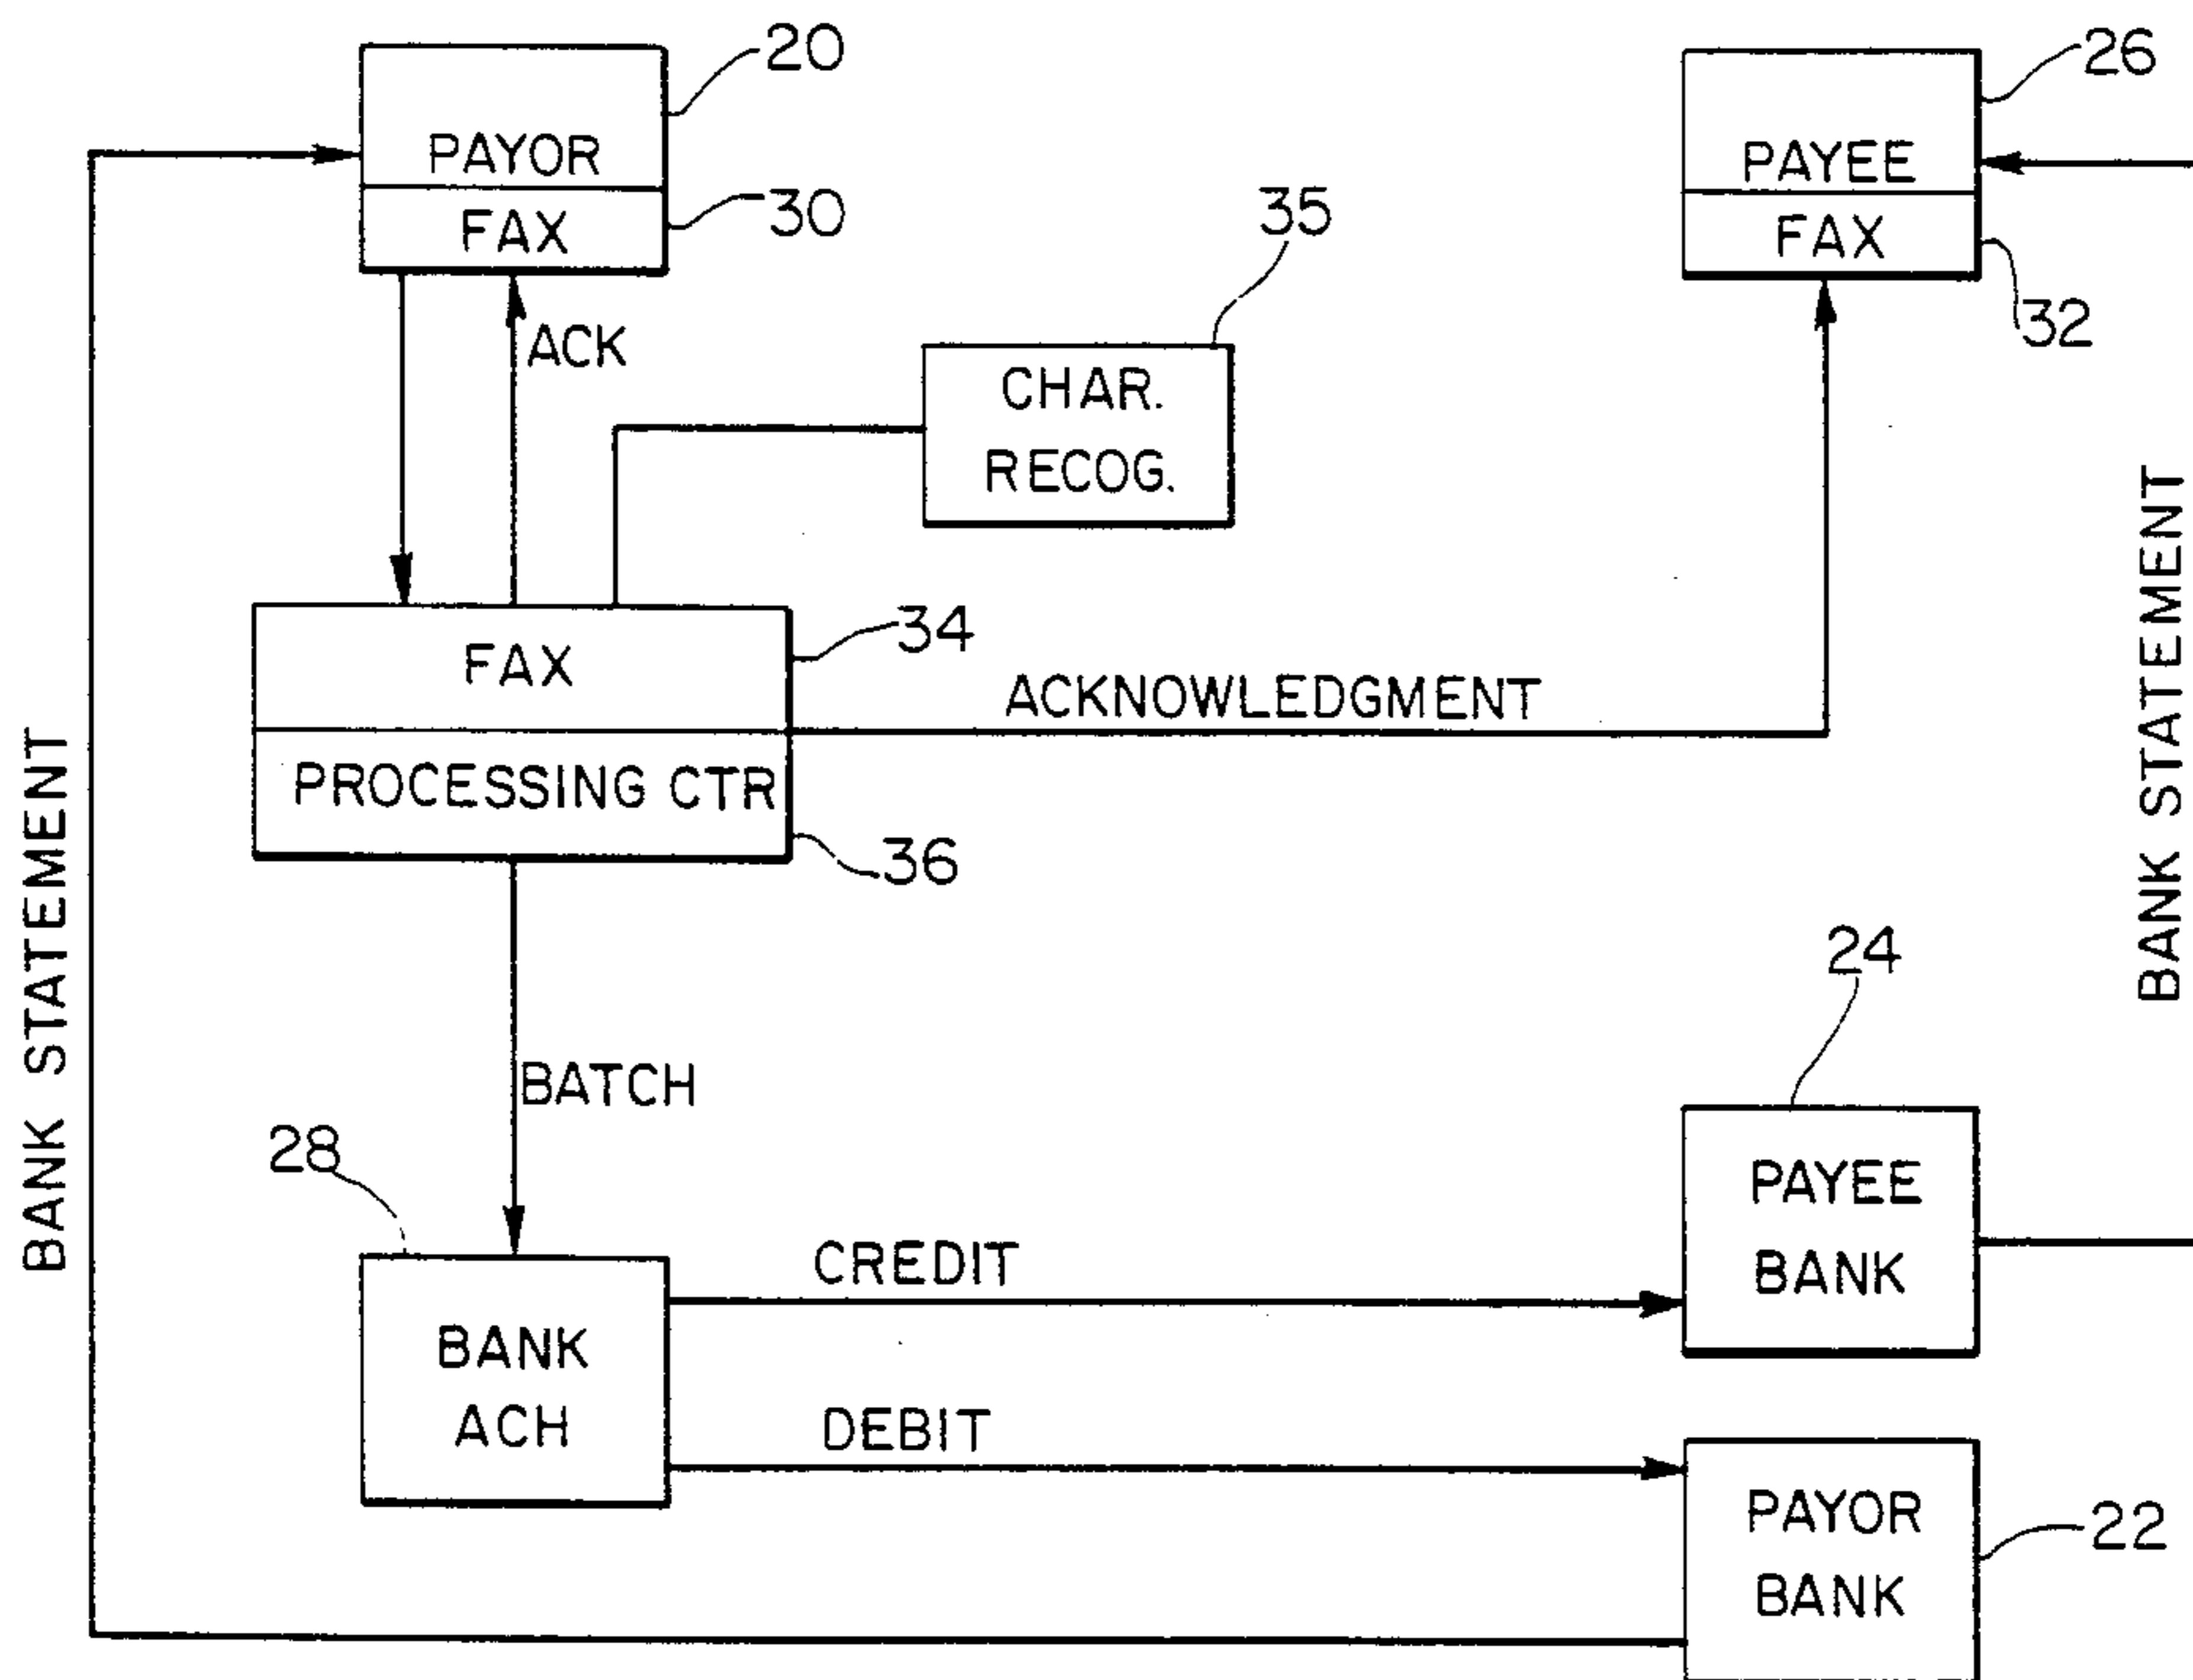 20
26
PAYOR
PAYEE
30
35
FAX
FAX
32
ACK
CHAR.
RECOG.
34
FAX
ACKNOWLEDGMENT
PROCESSING CTR
36
BANK STATEMENT
BANK STATEMENT
24
BATCH
28
PAYEE
BANK
CREDIT
BANK
ACH
DEBIT
PAYOR
BANK
22